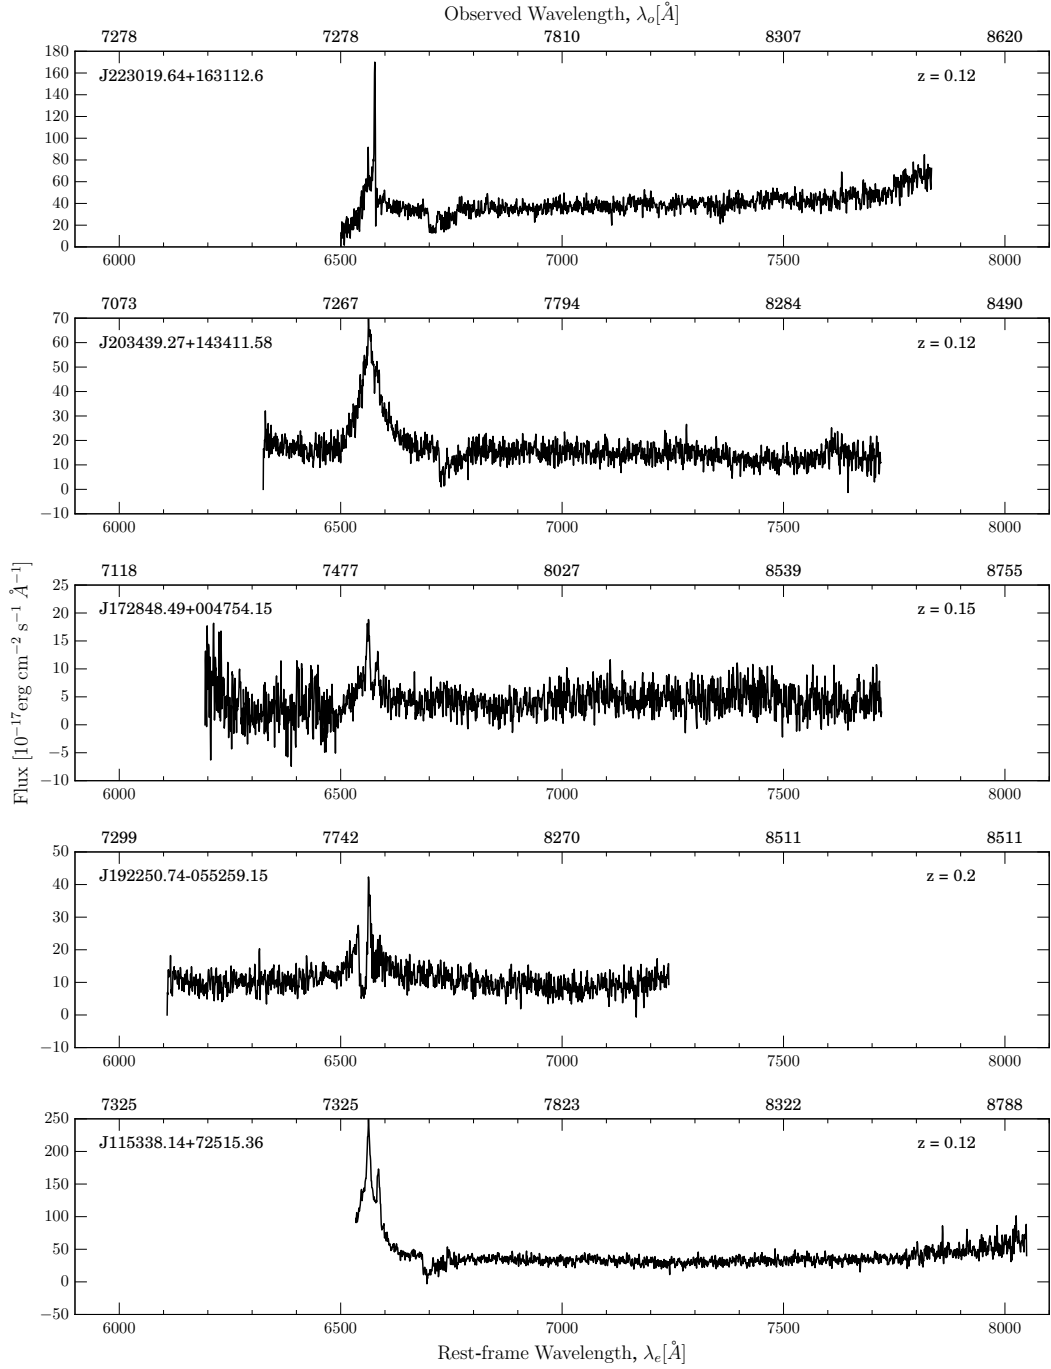 Observed Wavelength, λ_o[Å]
7278 7278 7810 8307 8620
180
J223019.64+163112.6 z = 0.12
160
140
120
100
80
60
40
20
0
6000 6500 7000 7500 8000
7073 7267 7794 8284 8490
70
J203439.27+143411.58 z = 0.12
60
50
40
30
20
10
0
−10
6000 6500 7000 7500 8000
7118 7477 8027 8539 8755
25
J172848.49+004754.15 z = 0.15
20
15
10
5
0
−5
−10
6000 6500 7000 7500 8000
Flux [10⁻¹⁷erg cm⁻² s⁻¹ Å⁻¹]
7299 7742 8270 8511 8511
50
J192250.74-055259.15 z = 0.2
40
30
20
10
0
−10
6000 6500 7000 7500 8000
7325 7325 7823 8322 8788
250
J115338.14+72515.36 z = 0.12
200
150
100
50
0
−50
6000 6500 7000 7500 8000
Rest-frame Wavelength, λ_e[Å]